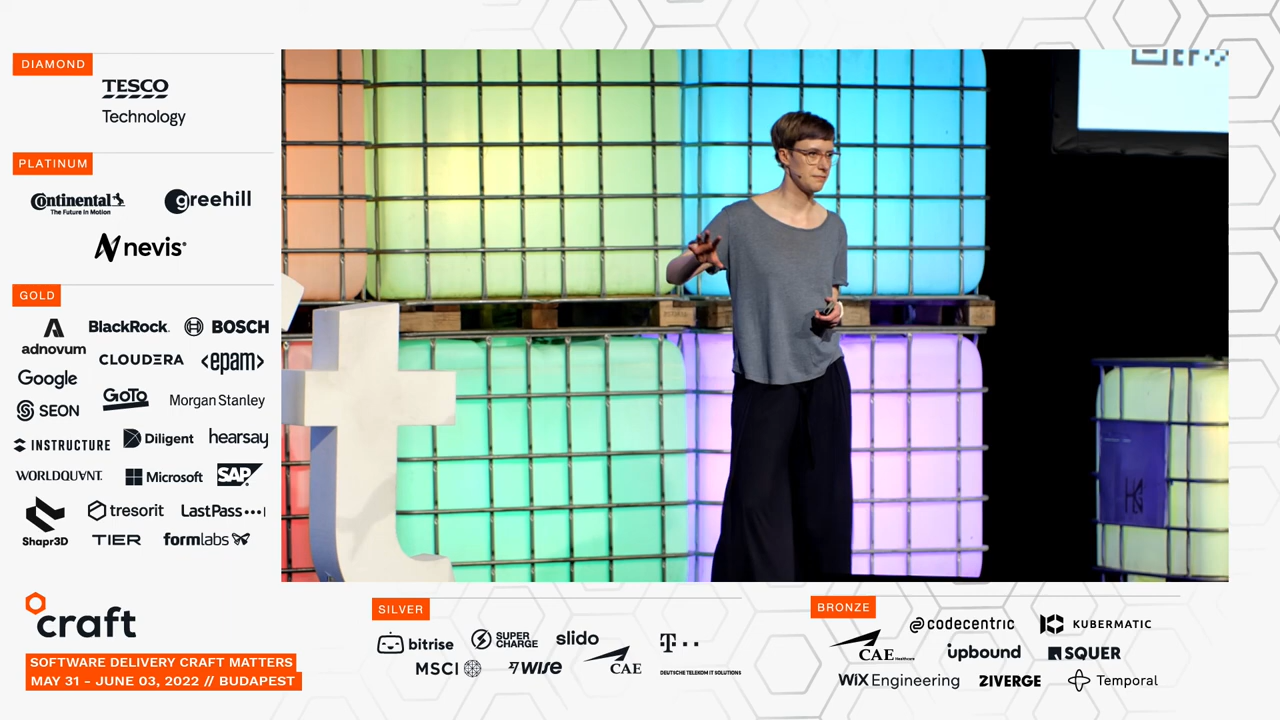 DIAMOND
TESCO
Technology
PLATINUM
Continental
The Future In Motion
greehill
nevis
GOLD
adnovum
BlackRock.
BOSCH
CLOUDERA
<epam>
Google
SEON
GoTo
Morgan Stanley
INSTRUCTURE
Diligent
hearsay
WORLDQUANT
Microsoft
SAP
Shapr3D
tresorit
LastPass•••|
TIER
formlabs
craft
SOFTWARE DELIVERY CRAFT MATTERS
MAY 31 - JUNE 03, 2022 // BUDAPEST
SILVER
bitrise
SUPER
CHARGE
slido
T
MSCI
WISE
CAE
DEUTSCHE TELEKOM IT SOLUTIONS
BRONZE
CAE Healthcare
codecentric
KUBERMATIC
upbound
SQUER
WiX Engineering
ZIVERGE
Temporal
t